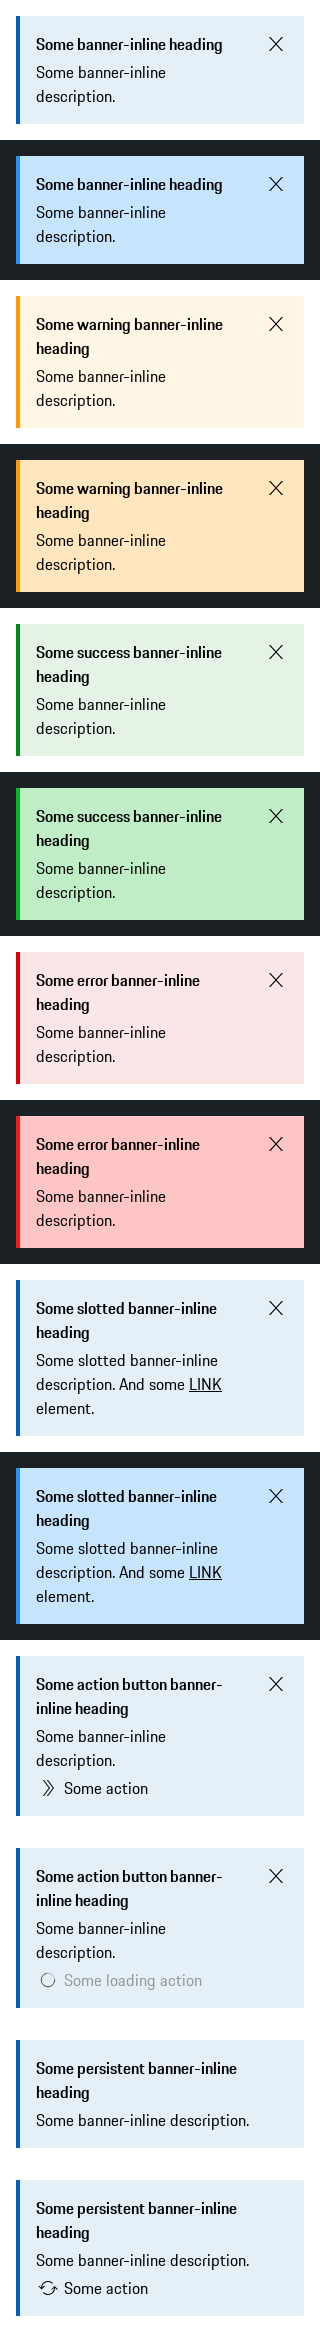 Some banner-inline heading
Some banner-inline
description.
Some banner-inline heading
Some banner-inline
description.
Some warning banner-inline
heading
Some banner-inline
description.
Some warning banner-inline
heading
Some banner-inline
description.
Some success banner-inline
heading
Some banner-inline
description.
Some success banner-inline
heading
Some banner-inline
description.
Some error banner-inline
heading
Some banner-inline
description.
Some error banner-inline
heading
Some banner-inline
description.
Some slotted banner-inline
heading
Some slotted banner-inline
description. And some LINK
element.
Some slotted banner-inline
heading
Some slotted banner-inline
description. And some LINK
element.
Some action button banner-
inline heading
Some banner-inline
description.
Some action
Some action button banner-
inline heading
Some banner-inline
description.
Some loading action
Some persistent banner-inline
heading
Some banner-inline description.
Some persistent banner-inline
heading
Some banner-inline description.
Some action